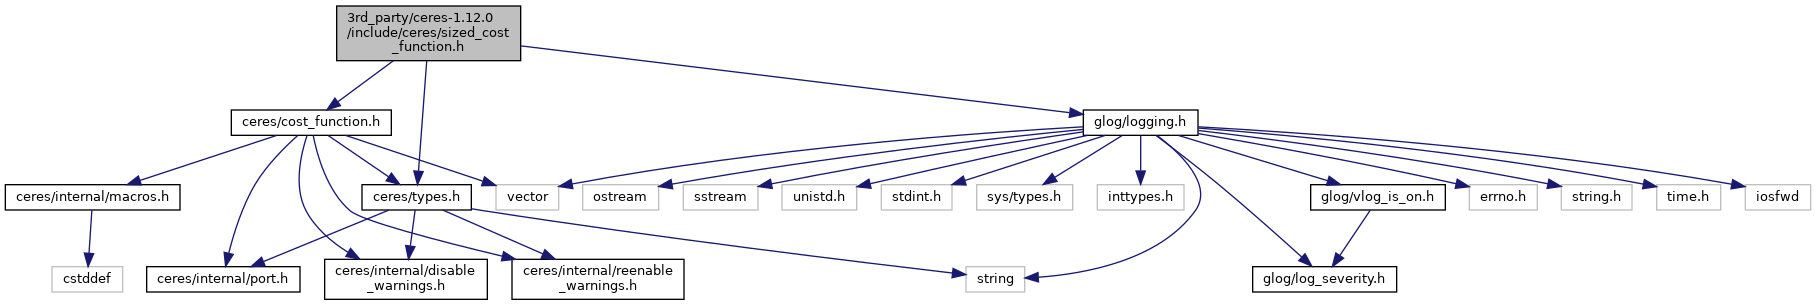 3rd_party/ceres-1.12.0
/include/ceres/sized_cost
_function.h
ceres/cost_function.h
glog/logging.h
ceres/internal/macros.h
ceres/types.h
vector
ostream
sstream
unistd.h
stdint.h
sys/types.h
inttypes.h
glog/vlog_is_on.h
errno.h
string.h
time.h
iosfwd
cstddef
ceres/internal/port.h
ceres/internal/disable
_warnings.h
ceres/internal/reenable
_warnings.h
string
glog/log_severity.h